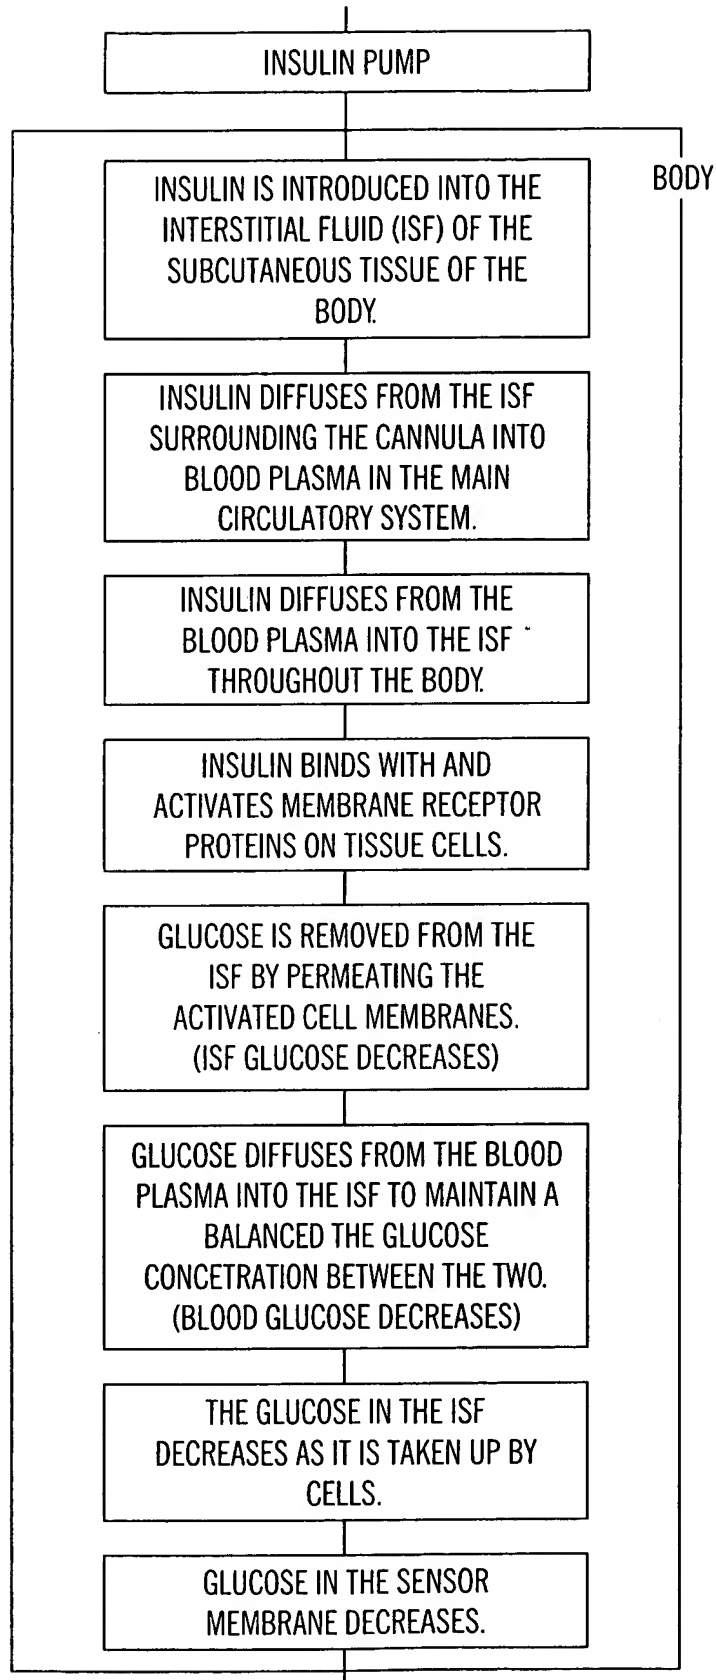 INSULIN PUMP
BODY
INSULIN IS INTRODUCED INTO THE
INTERSTITIAL FLUID (ISF) OF THE
SUBCUTANEOUS TISSUE OF THE
BODY.
INSULIN DIFFUSES FROM THE ISF
SURROUNDING THE CANNULA INTO
BLOOD PLASMA IN THE MAIN
CIRCULATORY SYSTEM.
INSULIN DIFFUSES FROM THE
BLOOD PLASMA INTO THE ISF
THROUGHOUT THE BODY.
INSULIN BINDS WITH AND
ACTIVATES MEMBRANE RECEPTOR
PROTEINS ON TISSUE CELLS.
GLUCOSE IS REMOVED FROM THE
ISF BY PERMEATING THE
ACTIVATED CELL MEMBRANES.
(ISF GLUCOSE DECREASES)
GLUCOSE DIFFUSES FROM THE BLOOD
PLASMA INTO THE ISF TO MAINTAIN A
BALANCED THE GLUCOSE
CONCETRATION BETWEEN THE TWO.
(BLOOD GLUCOSE DECREASES)
THE GLUCOSE IN THE ISF
DECREASES AS IT IS TAKEN UP BY
CELLS.
GLUCOSE IN THE SENSOR
MEMBRANE DECREASES.